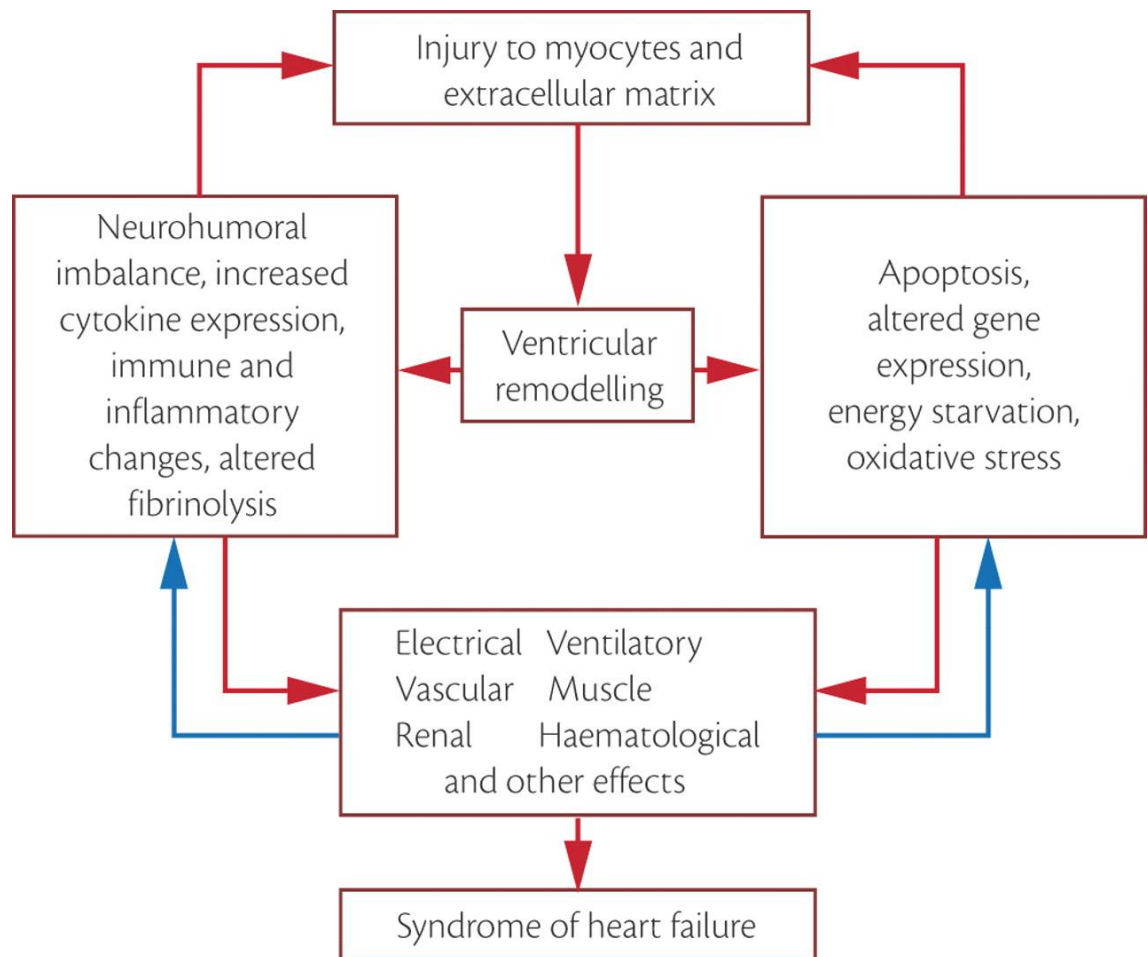 Injury to myocytes and
extracellular matrix
Neurohumoral
imbalance, increased
cytokine expression,
immune and
inflammatory
changes, altered
fibrinolysis
Ventricular
remodelling
Apoptosis,
altered gene
expression,
energy starvation,
oxidative stress
Electrical Ventilatory
Vascular Muscle
Renal Haematological
and other effects
Syndrome of heart failure